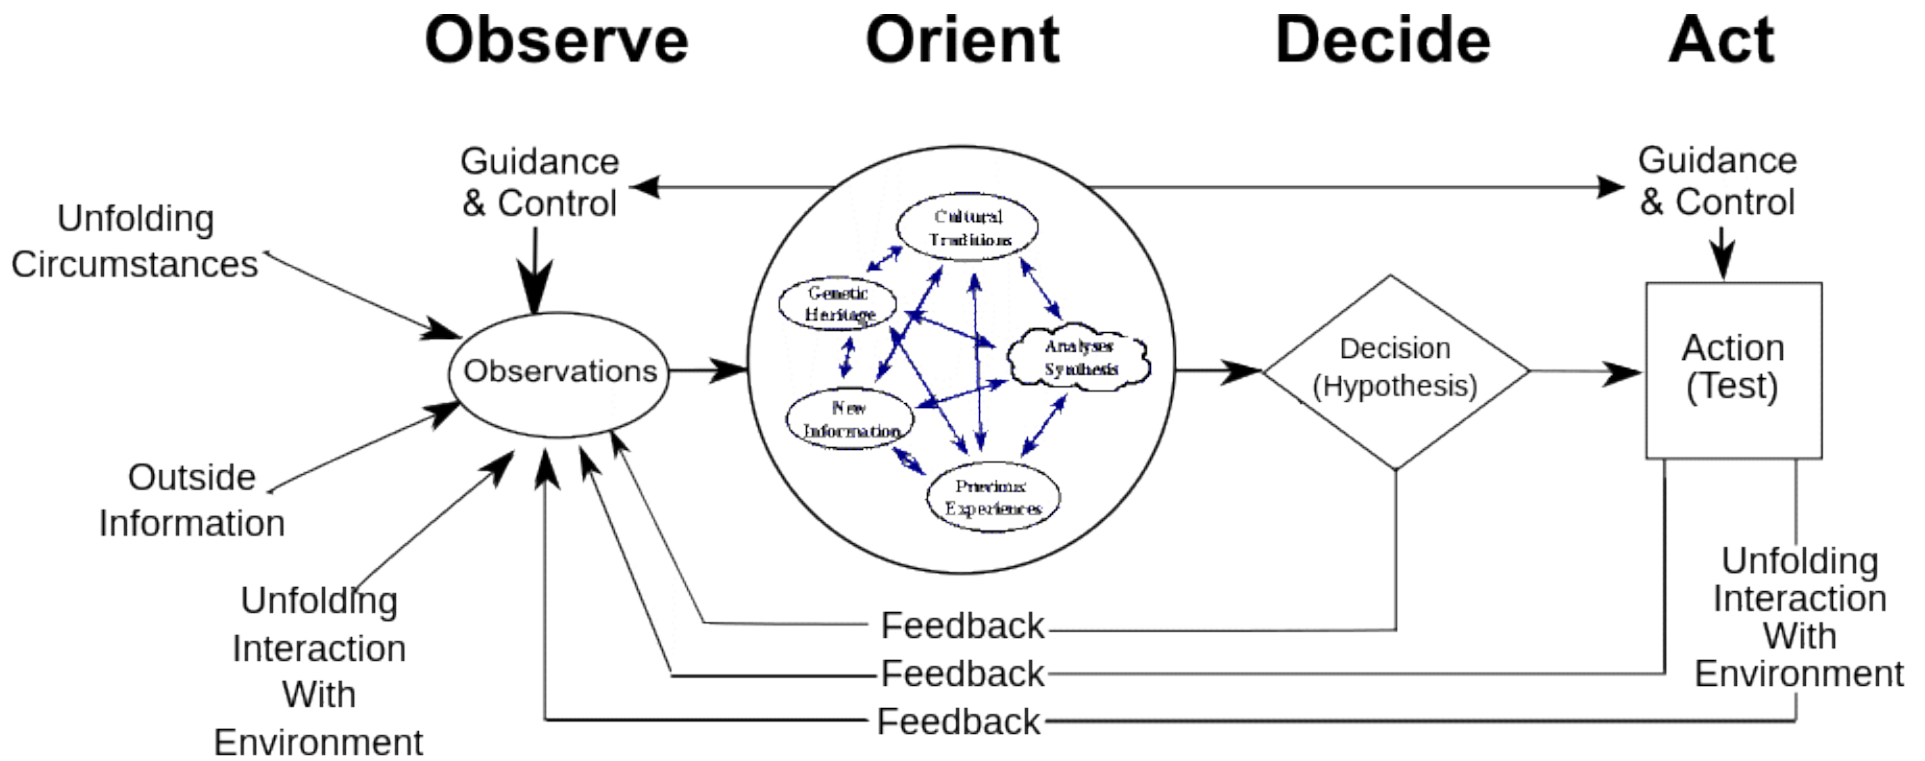 Observe
Orient
Decide
Act
Guidance
& Control
Guidance
& Control
Unfolding
Circumstances
Observations
Outside
Information
Unfolding
Interaction
With
Environment
Cultural
Traditions
Genetic
Heritage
Analyses
Synthesis
New
Information
Previous
Experiences
Decision
(Hypothesis)
Action
(Test)
Unfolding
Interaction
With
Environment
Feedback
Feedback
Feedback